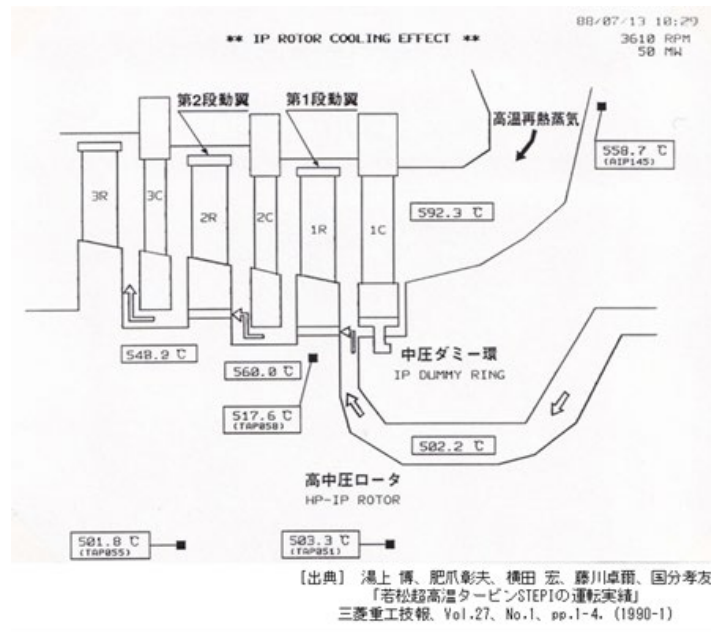 88/07/13 10:29
** IP ROTOR COOLING EFFECT **
3610 RPM
50 MW
第2段動翼
第1段動翼
高温再熱蒸気
558.7 ℃
(AIP145)
3R
3C
2R
2C
1R
1C
592.3 ℃
548.2 ℃
560.0 ℃
中圧ダミー環
IP DUMMY RING
517.6 ℃
(TAP058)
502.2 ℃
高中圧ロータ
HP-IP ROTOR
501.8 ℃
(TAP055)
503.3 ℃
(TAP051)
[出典] 湯上 博、肥爪彰夫、横田 宏、藤川卓爾、国分孝友
「若松超高温タービンSTEPIの運転実績」
三菱重工技報、Vol.27、No.1、pp.1-4. (1990-1)